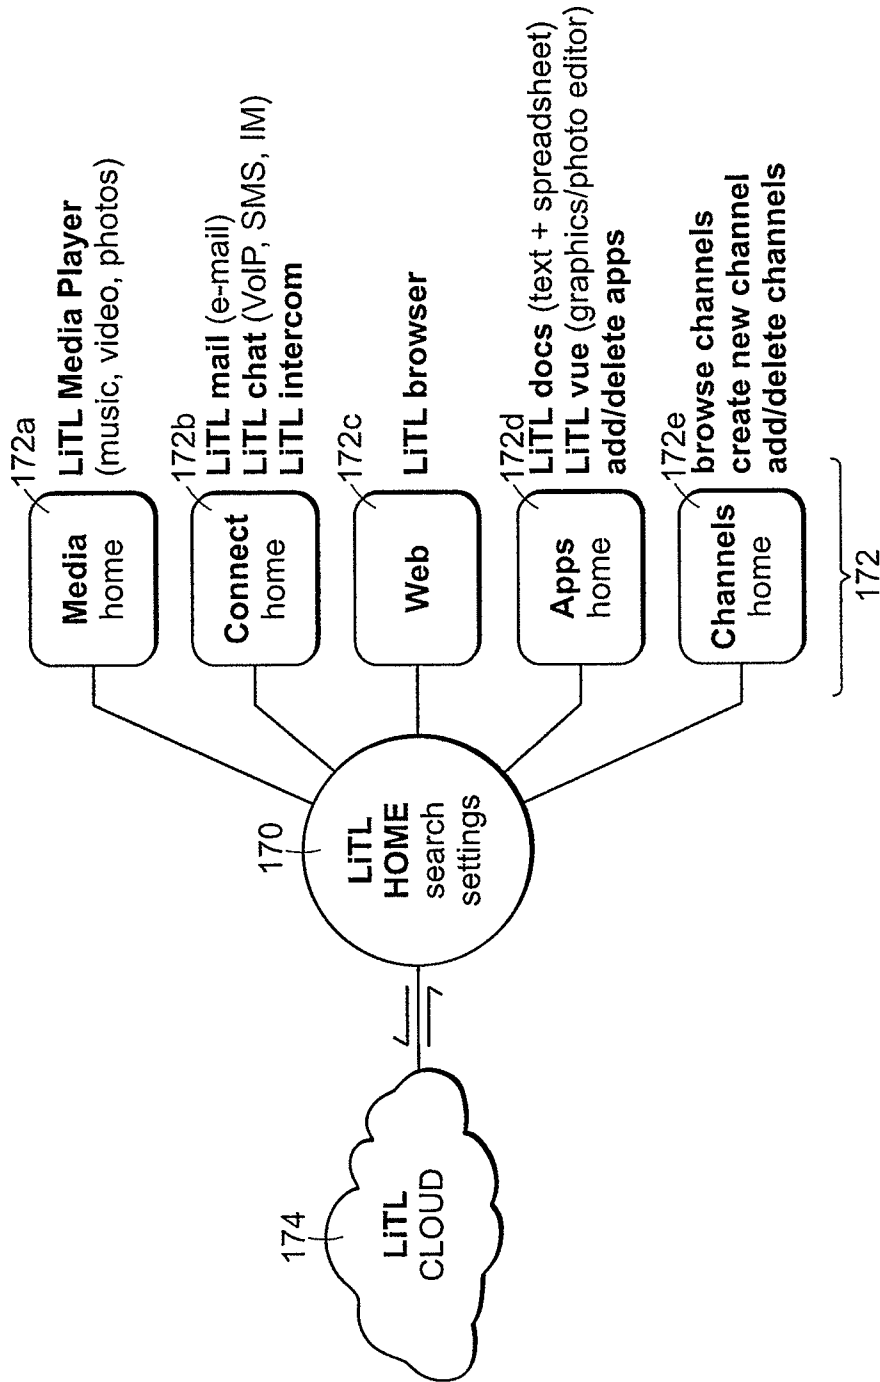 174
LiTL
CLOUD
170
LiTL
HOME
search
settings
172a
Media
home
LiTL Media Player
(music, video, photos)
172b
Connect
home
LiTL mail (e-mail)
LiTL chat (VoIP, SMS, IM)
LiTL intercom
172c
Web
LiTL browser
172d
Apps
home
LiTL docs (text + spreadsheet)
LiTL vue (graphics/photo editor)
add/delete apps
172e
Channels
home
browse channels
create new channel
add/delete channels
172